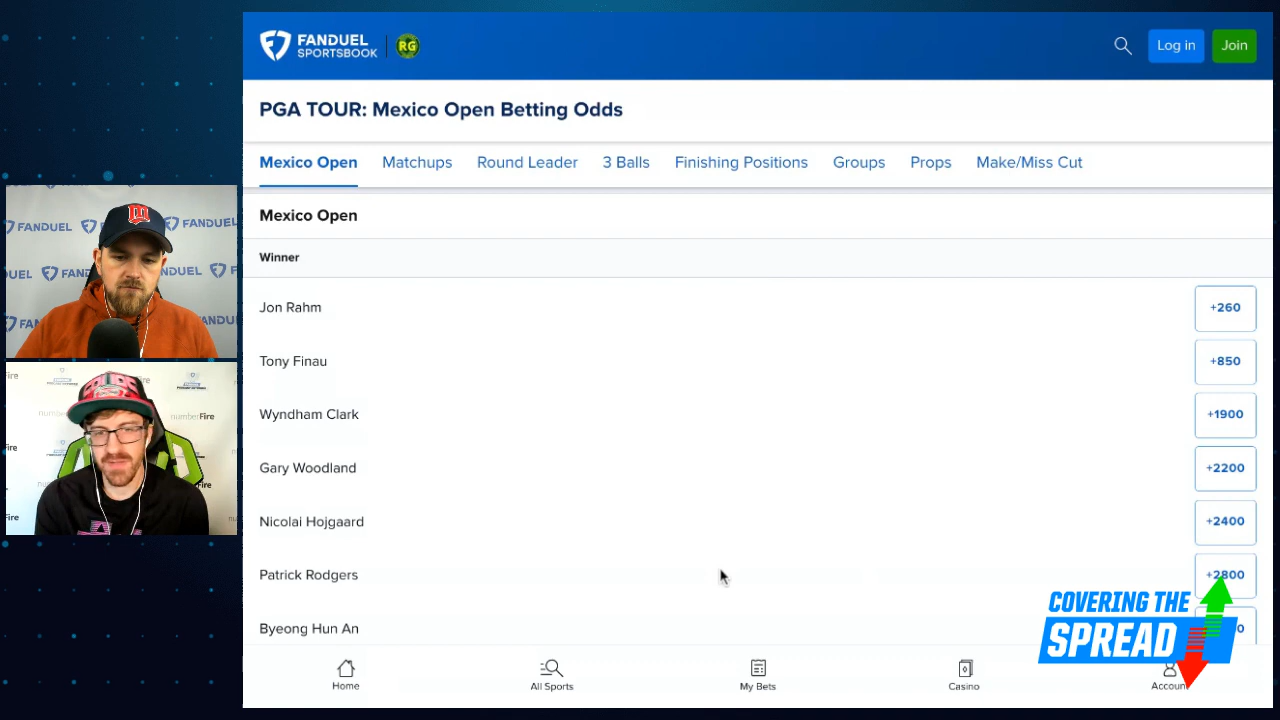 FANDUEL
SPORTSBOOK
RG
Log in
Join
PGA TOUR: Mexico Open Betting Odds
Mexico Open
Matchups
Round Leader
3 Balls
Finishing Positions
Groups
Props
Make/Miss Cut
Mexico Open
Winner
Jon Rahm
+260
Tony Finau
+850
Wyndham Clark
+1900
Gary Woodland
+2200
Nicolai Hojgaard
+2400
Patrick Rodgers
+2800
Byeong Hun An
COVERING THE
SPREAD
Home
All Sports
My Bets
Casino
Account
FANDUEL
numberFire